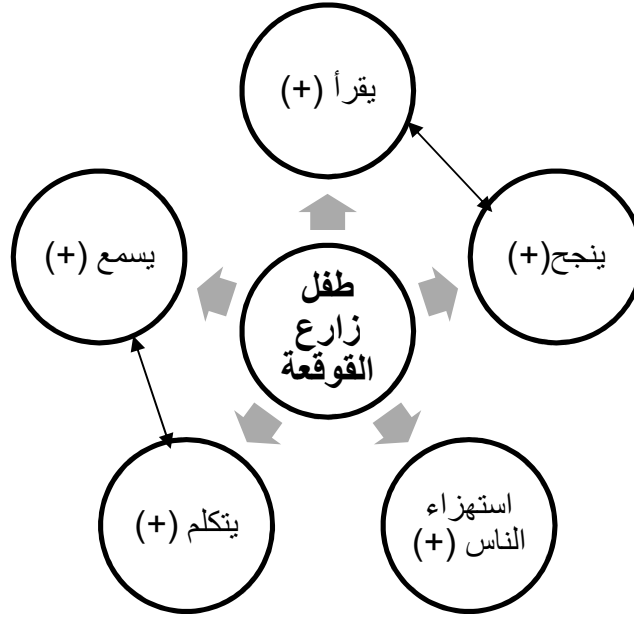 يقرأ (+)
ينجح(+)
يسمع (+)
طفل
زارع
القوقعة
يتكلم (+)
استهزاء
الناس (+)